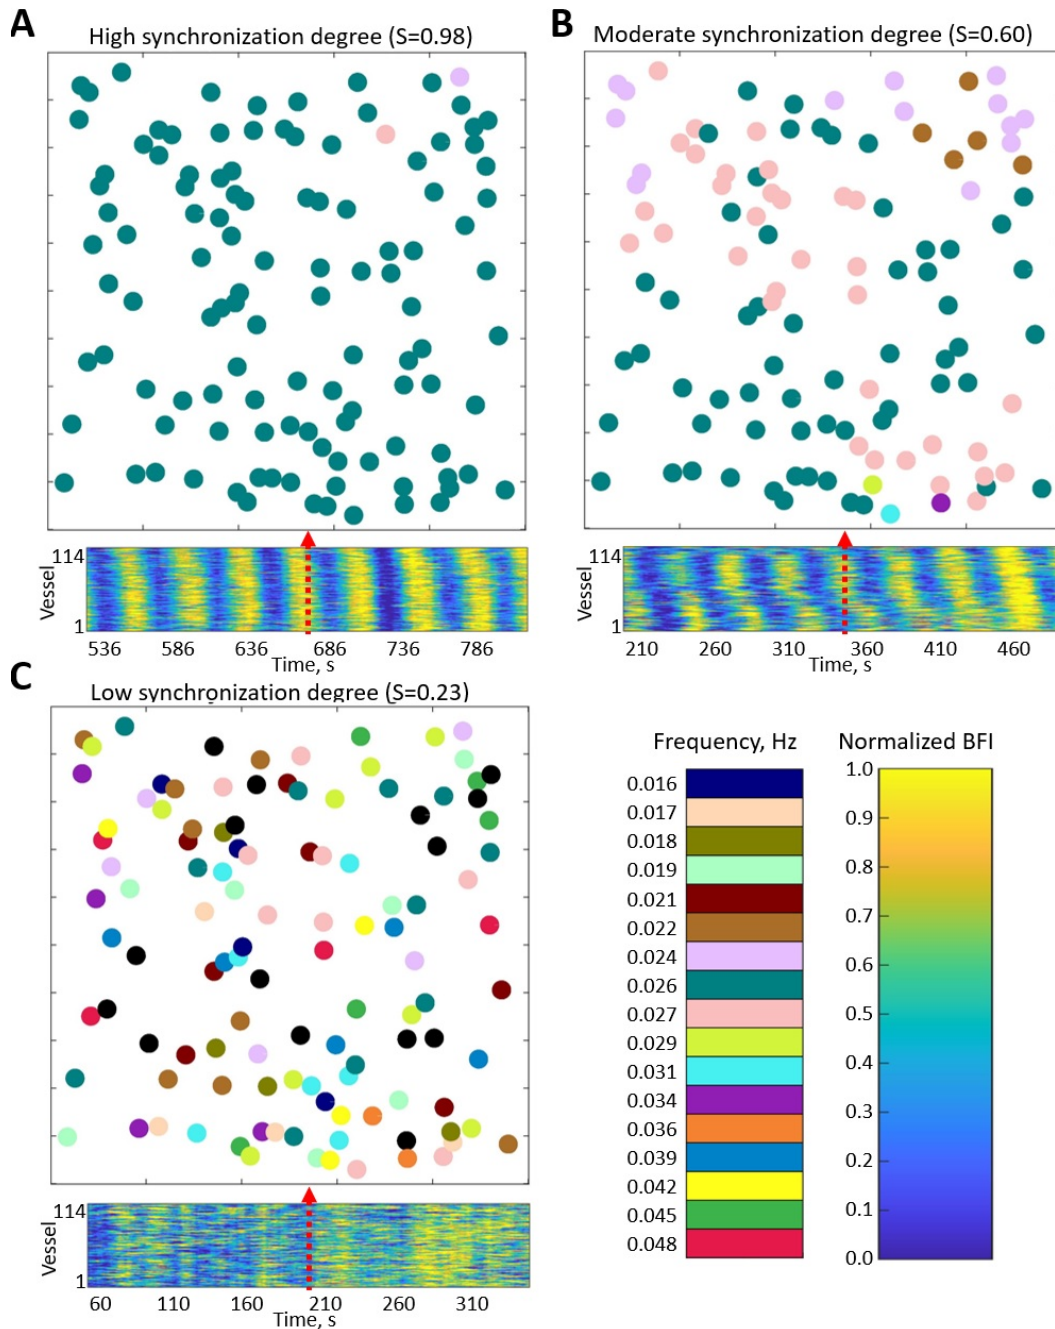 A
High synchronization degree (S=0.98)
114
Vessel
1
536 586 636 686 736 786
Time, s
B
Moderate synchronization degree (S=0.60)
114
Vessel
1
210 260 310 360 410 460
Time, s
C
Low synchronization degree (S=0.23)
114
Vessel
1
60 110 160 210 260 310
Time, s
Frequency, Hz
0.016
0.017
0.018
0.019
0.021
0.022
0.024
0.026
0.027
0.029
0.031
0.034
0.036
0.039
0.042
0.045
0.048
Normalized BFI
1.0
0.9
0.8
0.7
0.6
0.5
0.4
0.3
0.2
0.1
0.0